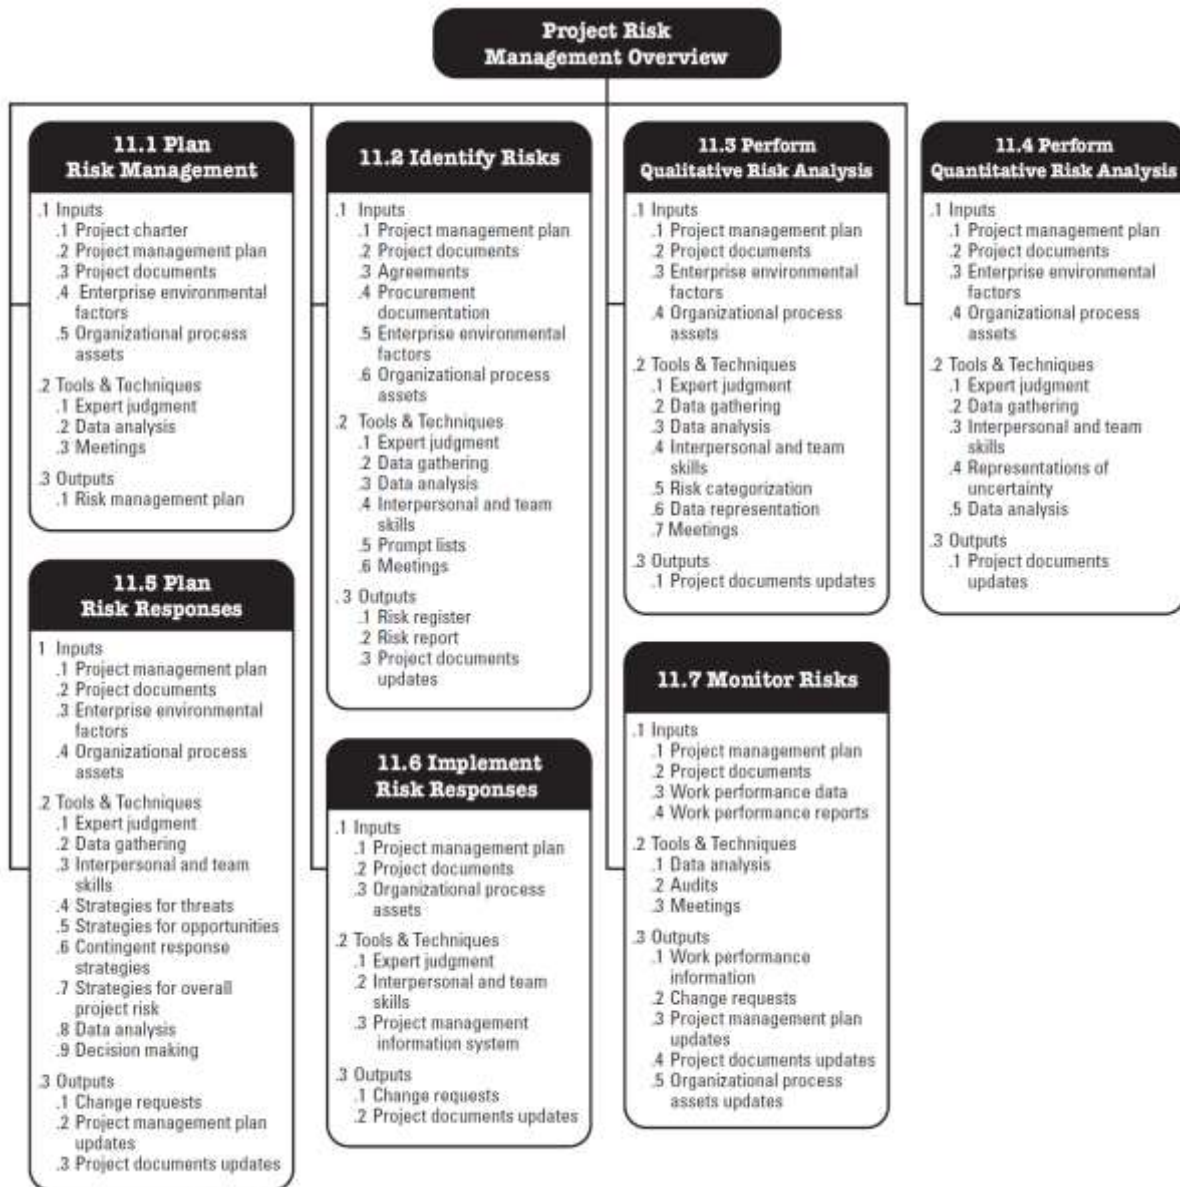 Project Risk
Management Overview
11.1 Plan
Risk Management
.1 Inputs
.1 Project charter
.2 Project management plan
.3 Project documents
.4 Enterprise environmental
factors
.5 Organizational process
assets
.2 Tools & Techniques
.1 Expert judgment
.2 Data analysis
.3 Meetings
.3 Outputs
.1 Risk management plan
11.2 Identify Risks
.1 Inputs
.1 Project management plan
.2 Project documents
.3 Agreements
.4 Procurement
documentation
.5 Enterprise environmental
factors
.6 Organizational process
assets
.2 Tools & Techniques
.1 Expert judgment
.2 Data gathering
.3 Data analysis
.4 Interpersonal and team
skills
.5 Prompt lists
.6 Meetings
.3 Outputs
.1 Risk register
.2 Risk report
.3 Project documents
updates
11.3 Perform
Qualitative Risk Analysis
.1 Inputs
.1 Project management plan
.2 Project documents
.3 Enterprise environmental
factors
.4 Organizational process
assets
.2 Tools & Techniques
.1 Expert judgment
.2 Data gathering
.3 Data analysis
.4 Interpersonal and team
skills
.5 Risk categorization
.6 Data representation
.7 Meetings
.3 Outputs
.1 Project documents updates
11.4 Perform
Quantitative Risk Analysis
.1 Inputs
.1 Project management plan
.2 Project documents
.3 Enterprise environmental
factors
.4 Organizational process
assets
.2 Tools & Techniques
.1 Expert judgment
.2 Data gathering
.3 Interpersonal and team
skills
.4 Representations of
uncertainty
.5 Data analysis
.3 Outputs
.1 Project documents
updates
11.5 Plan
Risk Responses
1 Inputs
.1 Project management plan
.2 Project documents
.3 Enterprise environmental
factors
.4 Organizational process
assets
.2 Tools & Techniques
.1 Expert judgment
.2 Data gathering
.3 Interpersonal and team
skills
.4 Strategies for threats
.5 Strategies for opportunities
.6 Contingent response
strategies
.7 Strategies for overall
project risk
.8 Data analysis
.9 Decision making
.3 Outputs
.1 Change requests
.2 Project management plan
updates
.3 Project documents updates
11.6 Implement
Risk Responses
.1 Inputs
.1 Project management plan
.2 Project documents
.3 Organizational process
assets
.2 Tools & Techniques
.1 Expert judgment
.2 Interpersonal and team
skills
.3 Project management
information system
.3 Outputs
.1 Change requests
.2 Project documents updates
11.7 Monitor Risks
.1 Inputs
.1 Project management plan
.2 Project documents
.3 Work performance data
.4 Work performance reports
.2 Tools & Techniques
.1 Data analysis
.2 Audits
.3 Meetings
.3 Outputs
.1 Work performance
information
.2 Change requests
.3 Project management plan
updates
.4 Project documents updates
.5 Organizational process
assets updates